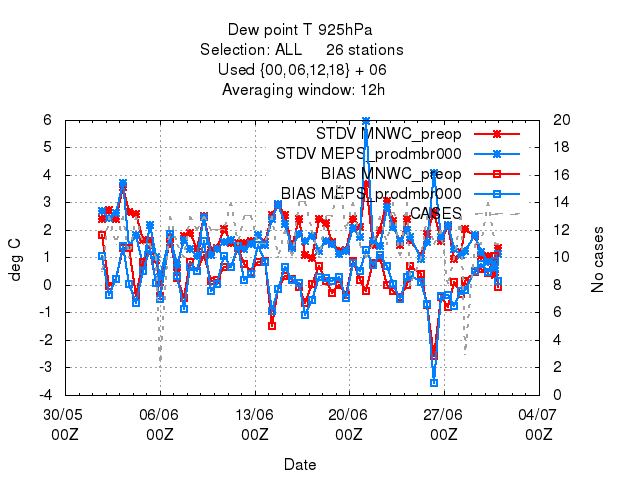 Dew point T 925hPa
Selection: ALL     26 stations
Used {00,06,12,18} + 06
Averaging window: 12h
STDV MNWC_preop
STDV MEPS_prodmbr000
BIAS MNWC_preop
BIAS MEPS_prodmbr000
CASES
deg C
6
5
4
3
2
1
0
-1
-2
-3
-4
No cases
20
18
16
14
12
10
8
6
4
2
0
30/05 06/06 13/06 20/06 27/06 04/07
00Z 00Z 00Z 00Z 00Z 00Z
Date